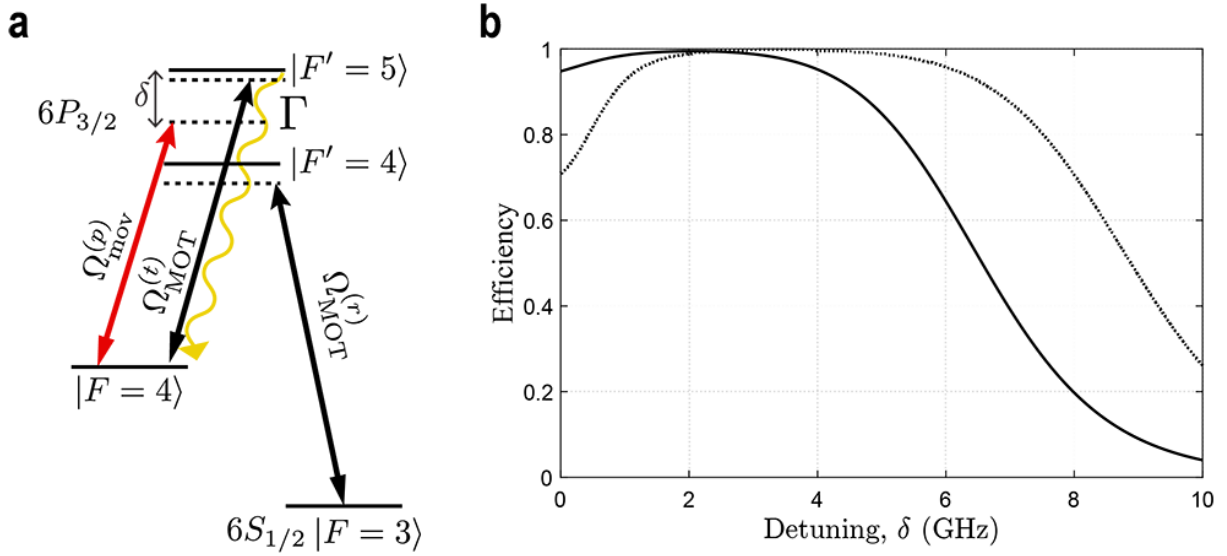 a
|F′ = 5⟩
δ
6P3/2
Γ
|F′ = 4⟩
Ω(p)mov
Ω(t)MOT
Ω(r)MOT
|F = 4⟩
6S1/2 |F = 3⟩
b
1
0.8
0.6
0.4
0.2
0
Efficiency
0 2 4 6 8 10
Detuning, δ (GHz)